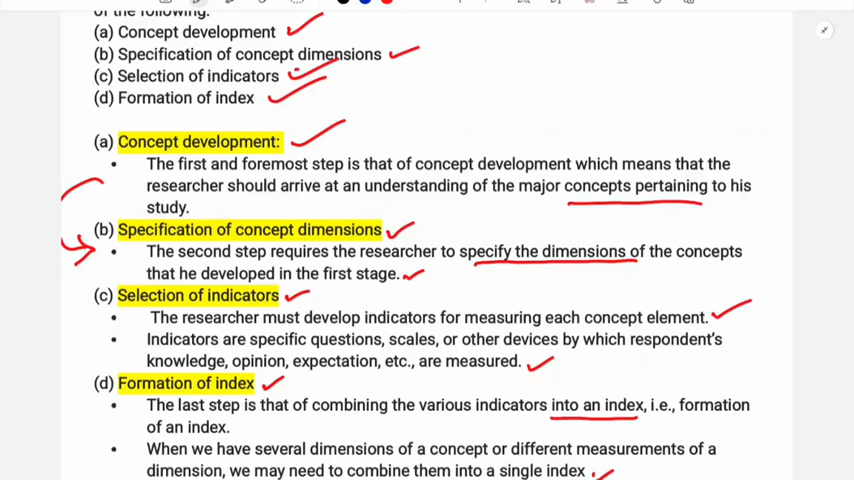 of the following:
(a) Concept development
(b) Specification of concept dimensions
(c) Selection of indicators
(d) Formation of index
(a) Concept development:
• The first and foremost step is that of concept development which means that the
researcher should arrive at an understanding of the major concepts pertaining to his
study.
(b) Specification of concept dimensions
• The second step requires the researcher to specify the dimensions of the concepts
that he developed in the first stage.
(c) Selection of indicators
• The researcher must develop indicators for measuring each concept element.
• Indicators are specific questions, scales, or other devices by which respondent's
knowledge, opinion, expectation, etc., are measured.
(d) Formation of index
• The last step is that of combining the various indicators into an index, i.e., formation
of an index.
• When we have several dimensions of a concept or different measurements of a
dimension, we may need to combine them into a single index